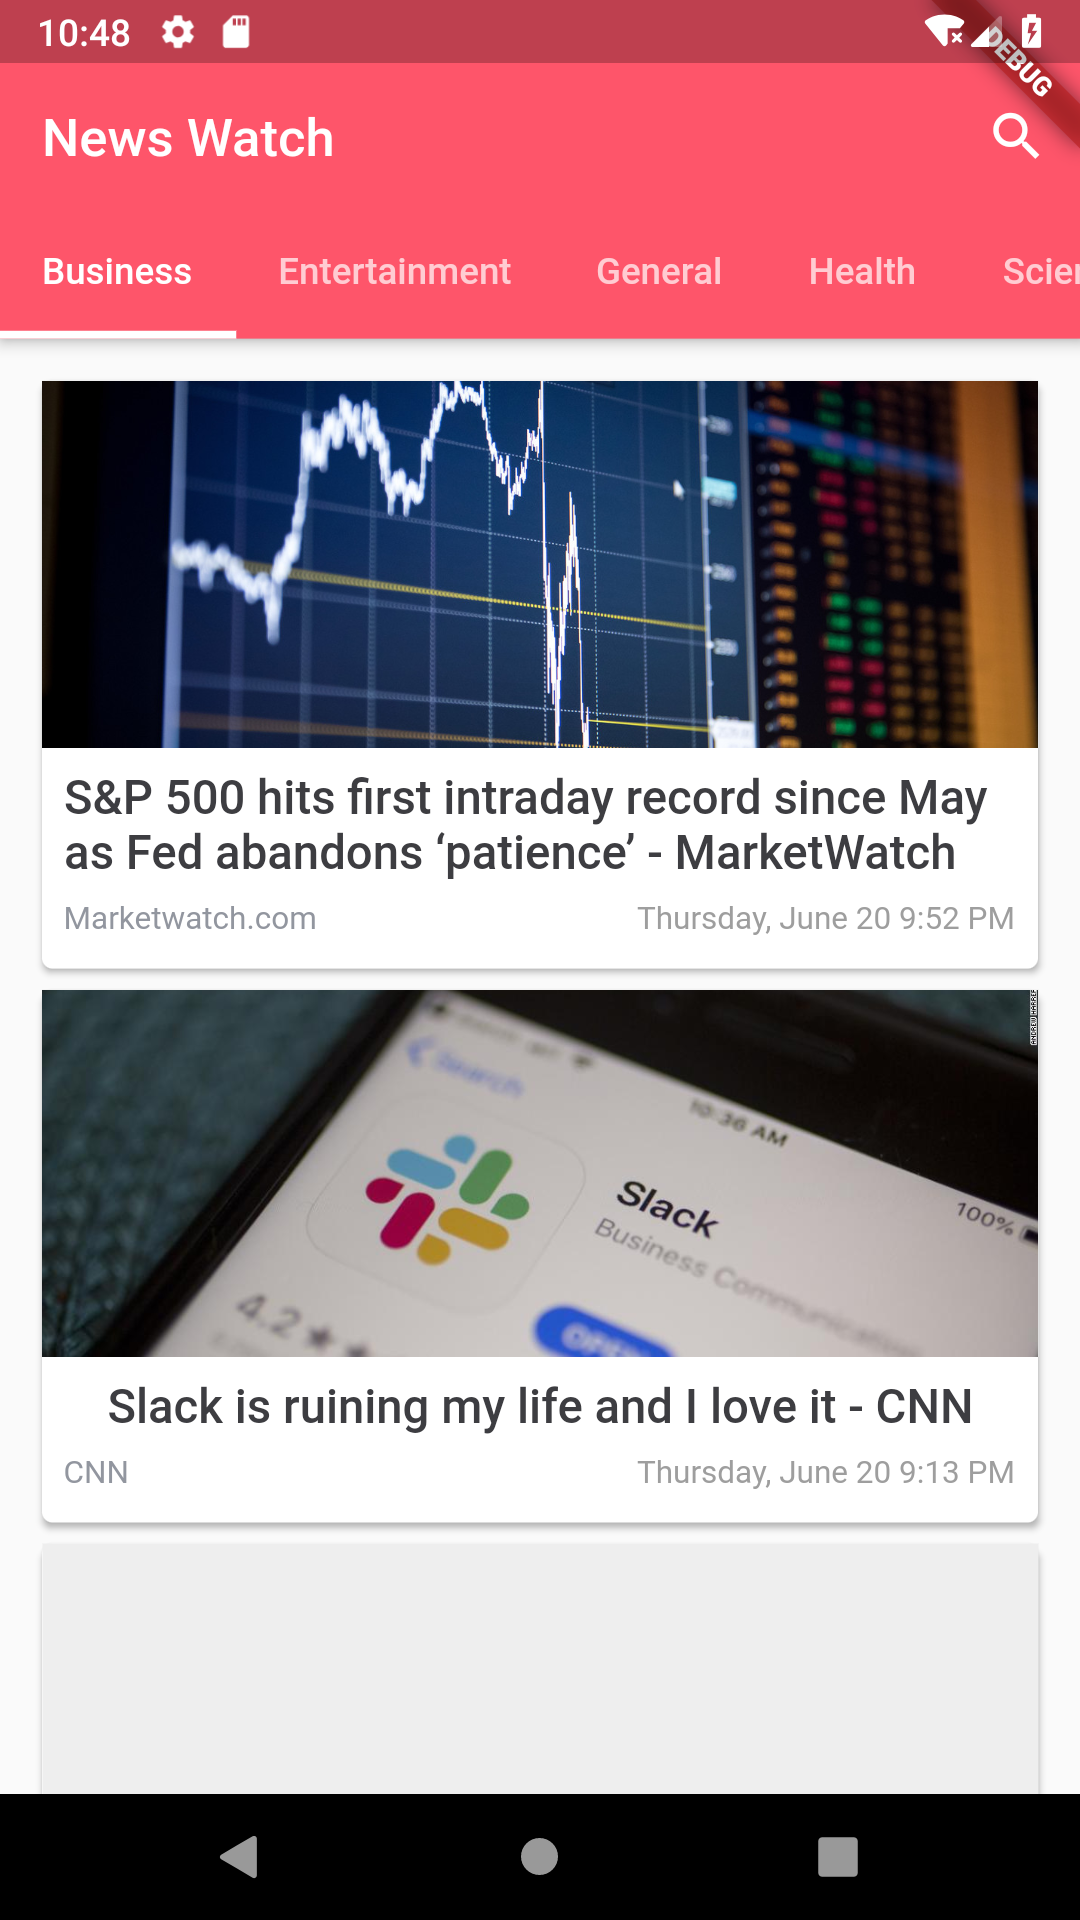 10:48
DEBUG
News Watch
Business Entertainment General Health Scien
S&P 500 hits first intraday record since May
as Fed abandons ‘patience’ - MarketWatch
Marketwatch.com Thursday, June 20 9:52 PM
Search
10:36 AM
100%
Slack
Business Communication
4.2
OPEN
Slack is ruining my life and I love it - CNN
CNN Thursday, June 20 9:13 PM